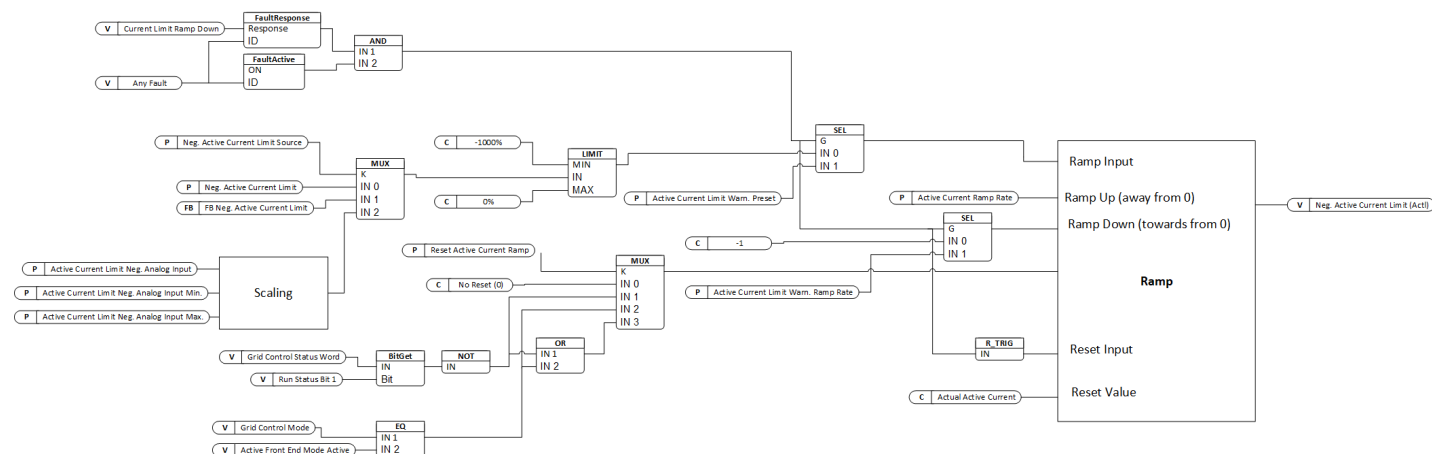 FaultResponse
V Current Limit Ramp Down
Response
ID
AND
IN 1
IN 2
FaultActive
ON
ID
V Any Fault
SEL
G
IN 0
IN 1
P Neg. Active Current Limit Source
C -1000%
LIMIT
MIN
IN
MAX
MUX
K
IN 0
IN 1
IN 2
P Neg. Active Current Limit
FB FB Neg. Active Current Limit
C 0%
P Active Current Limit Warn. Preset
Ramp Input
P Active Current Ramp Rate
Ramp Up (away from 0)
V Neg. Active Current Limit (Actl)
SEL
G
IN 0
IN 1
Ramp Down (towards from 0)
C -1
P Reset Active Current Ramp
MUX
K
IN 0
IN 1
IN 2
IN 3
C No Reset (0)
P Active Current Limit Warn. Ramp Rate
Ramp
P Active Current Limit Neg. Analog Input
P Active Current Limit Neg. Analog Input Min.
P Active Current Limit Neg. Analog Input Max.
Scaling
OR
IN 1
IN 2
R_TRIG
IN
Reset Input
V Grid Control Status Word
BitGet
IN
Bit
NOT
IN
V Run Status Bit 1
C Actual Active Current
Reset Value
V Grid Control Mode
EQ
IN 1
IN 2
V Active Front End Mode Active